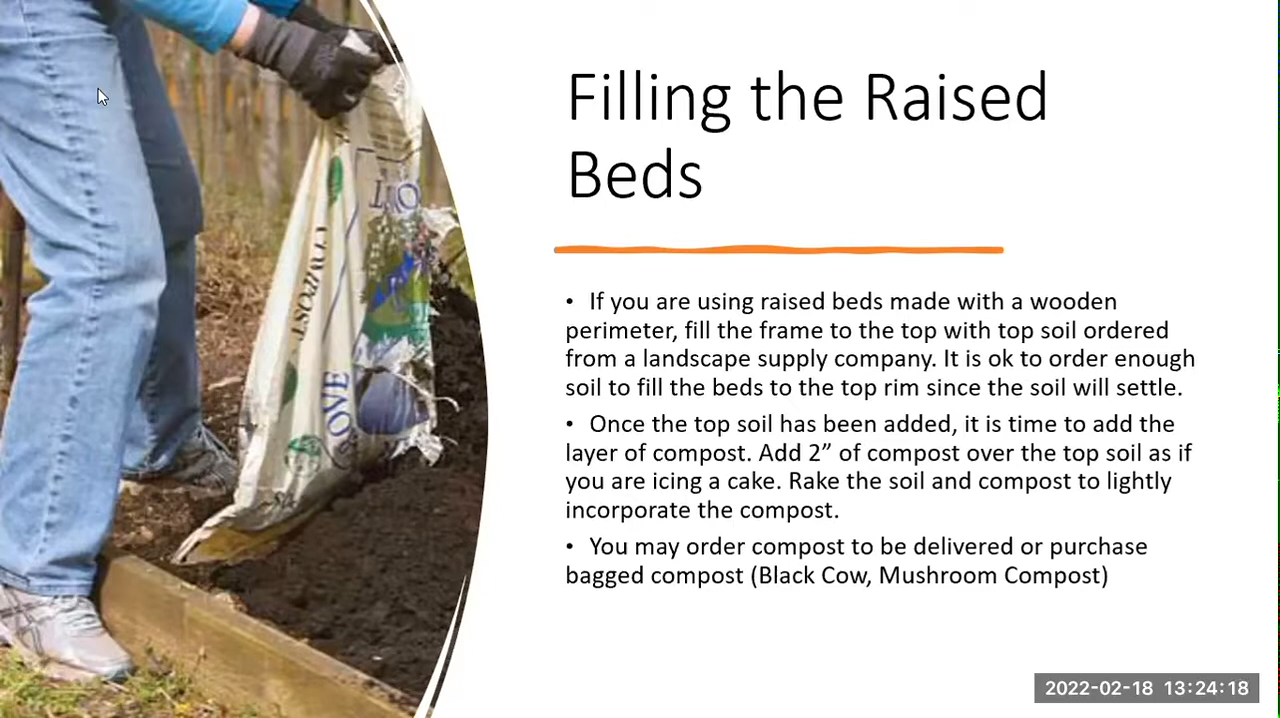 Filling the Raised
Beds
• If you are using raised beds made with a wooden
perimeter, fill the frame to the top with top soil ordered
from a landscape supply company. It is ok to order enough
soil to fill the beds to the top rim since the soil will settle.
• Once the top soil has been added, it is time to add the
layer of compost. Add 2” of compost over the top soil as if
you are icing a cake. Rake the soil and compost to lightly
incorporate the compost.
• You may order compost to be delivered or purchase
bagged compost (Black Cow, Mushroom Compost)
COMPOST
2022-02-18 13:24:18